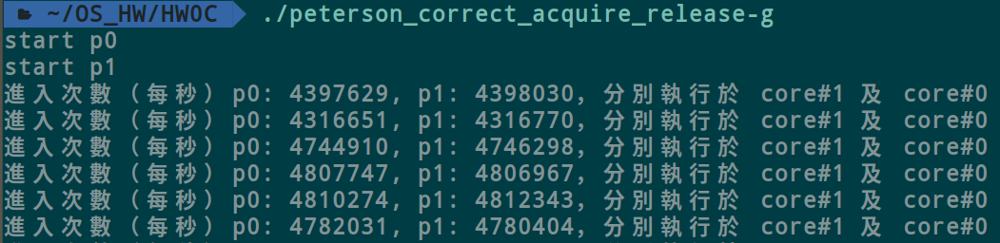 ~/OS_HW/HW0C ./peterson_correct_acquire_release-g
start p0
start p1
進入次數（每秒）p0: 4397629, p1: 4398030, 分別執行於 core#1 及 core#0
進入次數（每秒）p0: 4316651, p1: 4316770, 分別執行於 core#1 及 core#0
進入次數（每秒）p0: 4744910, p1: 4746298, 分別執行於 core#1 及 core#0
進入次數（每秒）p0: 4807747, p1: 4806967, 分別執行於 core#1 及 core#0
進入次數（每秒）p0: 4810274, p1: 4812343, 分別執行於 core#1 及 core#0
進入次數（每秒）p0: 4782031, p1: 4780404, 分別執行於 core#1 及 core#0